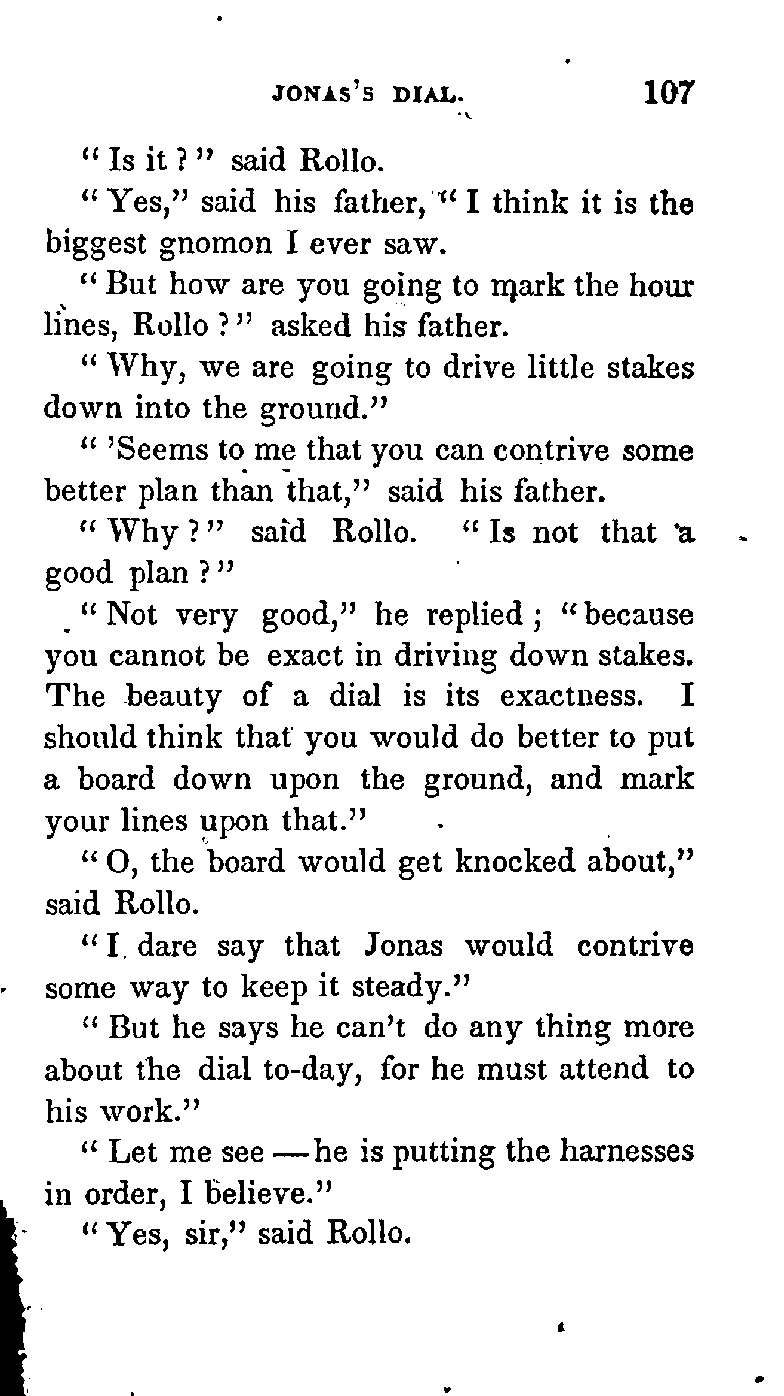 JONAS'S DIAL. 107
“Is it?” said Rollo.
“Yes,” said his father, “I think it is the
biggest gnomon I ever saw.
“But how are you going to mark the hour
lines, Rollo?” asked his father.
“Why, we are going to drive little stakes
down into the ground.”
“'Seems to me that you can contrive some
better plan than that,” said his father.
“Why?” said Rollo. “Is not that a
good plan?”
“Not very good,” he replied; “because
you cannot be exact in driving down stakes.
The beauty of a dial is its exactness. I
should think that you would do better to put
a board down upon the ground, and mark
your lines upon that.”
“O, the board would get knocked about,”
said Rollo.
“I dare say that Jonas would contrive
some way to keep it steady.”
“But he says he can't do any thing more
about the dial to-day, for he must attend to
his work.”
“Let me see—he is putting the harnesses
in order, I believe.”
“Yes, sir,” said Rollo.